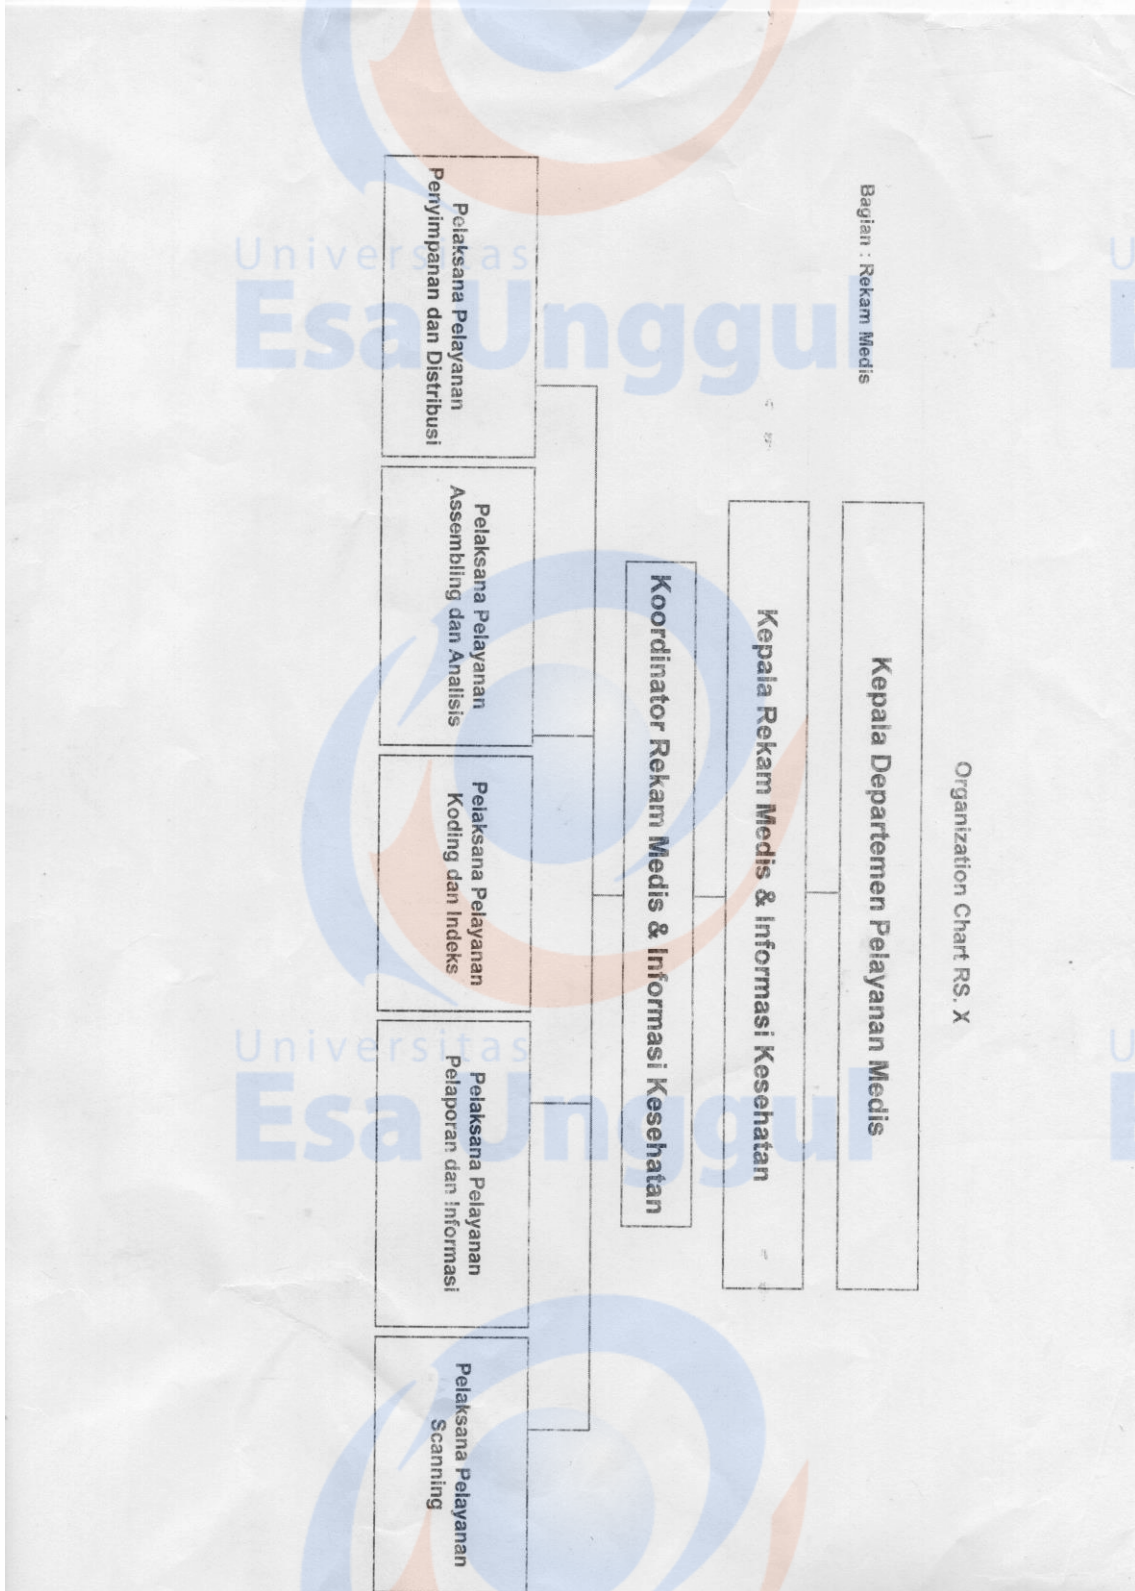 Organization Chart RS. X
Bagian : Rekam Medis
Kepala Departemen Pelayanan Medis
Kepala Rekam Medis & Informasi Kesehatan
Koordinator Rekam Medis & Informasi Kesehatan
Pelaksana Pelayanan
Penyimpanan dan Distribusi
Pelaksana Pelayanan
Assembling dan Analisis
Pelaksana Pelayanan
Koding dan Indeks
Pelaksana Pelayanan
Pelaporan dan Informasi
Pelaksana Pelayanan
Scanning
Universitas
Esa Unggul
Universitas
Esa Unggul
U
E
U
E